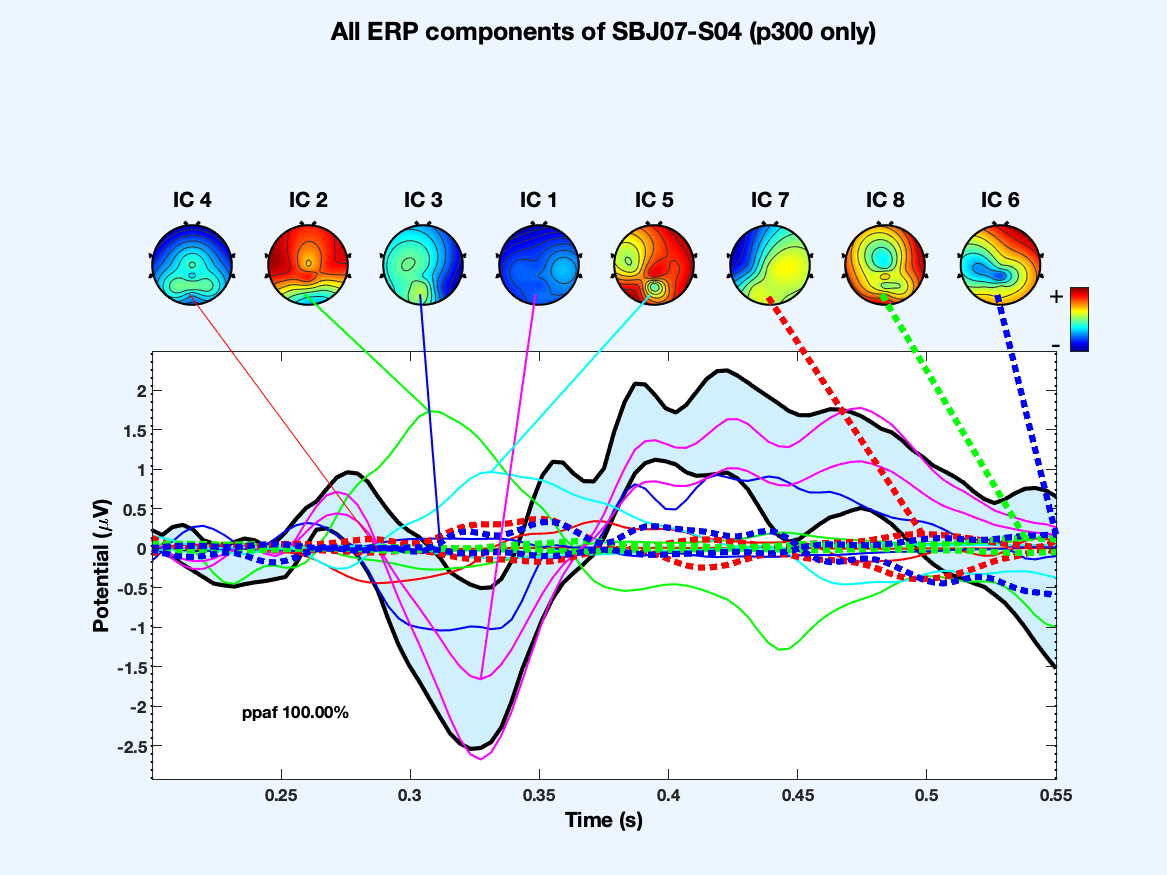 All ERP components of SBJ07-S04 (p300 only)
IC 4 IC 2 IC 3 IC 1 IC 5 IC 7 IC 8 IC 6
+
-
2
1.5
1
0.5
0
-0.5
-1
-1.5
-2
-2.5
Potential (μV)
ppaf 100.00%
0.25 0.3 0.35 0.4 0.45 0.5 0.55
Time (s)